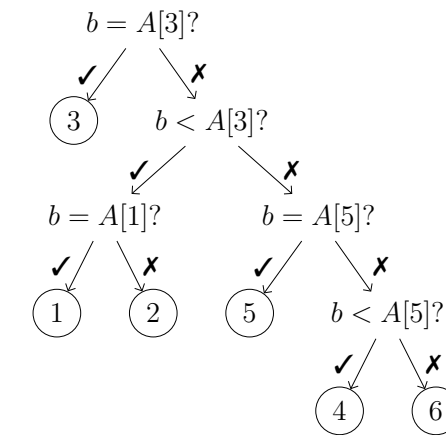 b = A[3]?
✓ ✗
3 b < A[3]?
✓ ✗
b = A[1]? b = A[5]?
✓ ✗ ✓ ✗
1 2 5 b < A[5]?
✓ ✗
4 6